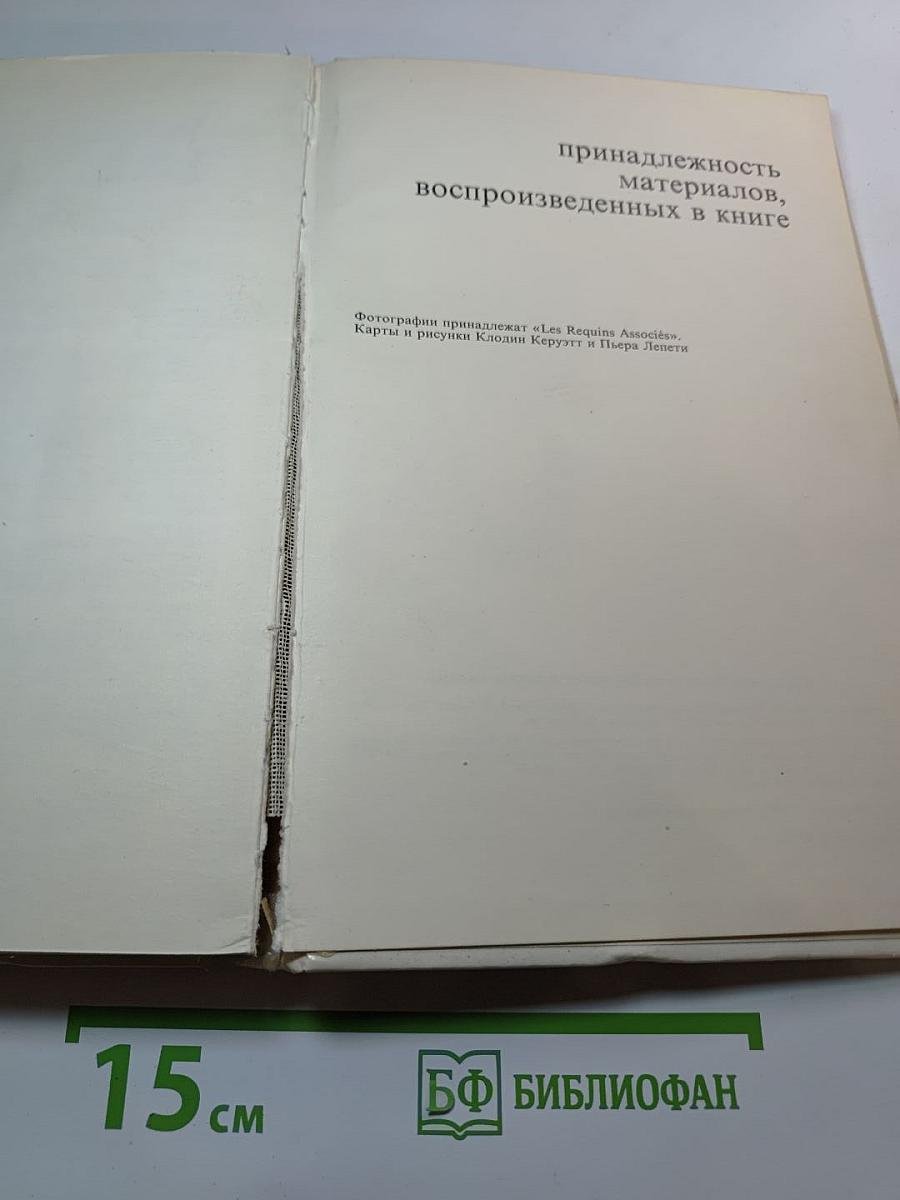 принадлежность
материалов,
воспроизведенных в книге
Фотографии принадлежат «Les Requins Associés».
Карты и рисунки Клодин Керуэтт и Пьера Лепети
15 см
БФ БИБЛИОФАН